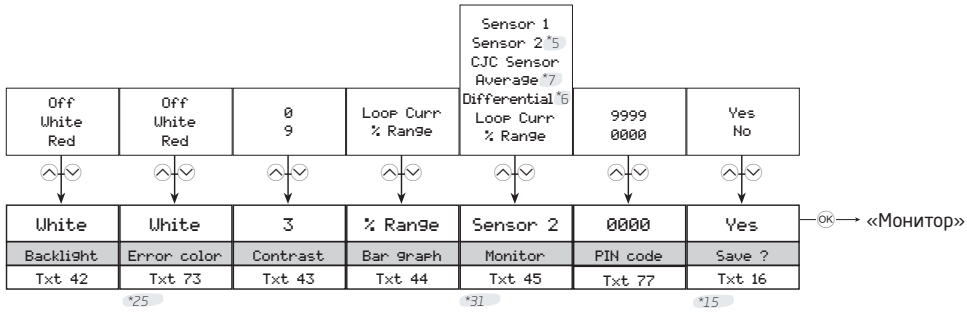 Sensor 1
Sensor 2 *5
CJC Sensor
Average *7
Differential *6
Loop Curr
% Range
Off
White
Red
Off
White
Red
0
9
Loop Curr
% Range
9999
0000
Yes
No
White
White
3
% Range
Sensor 2
0000
Yes
OK
«Монитор»
Backlight
Error color
Contrast
Bar graph
Monitor
PIN code
Save ?
Txt 42
Txt 73
Txt 43
Txt 44
Txt 45
Txt 77
Txt 16
*25
*31
*15